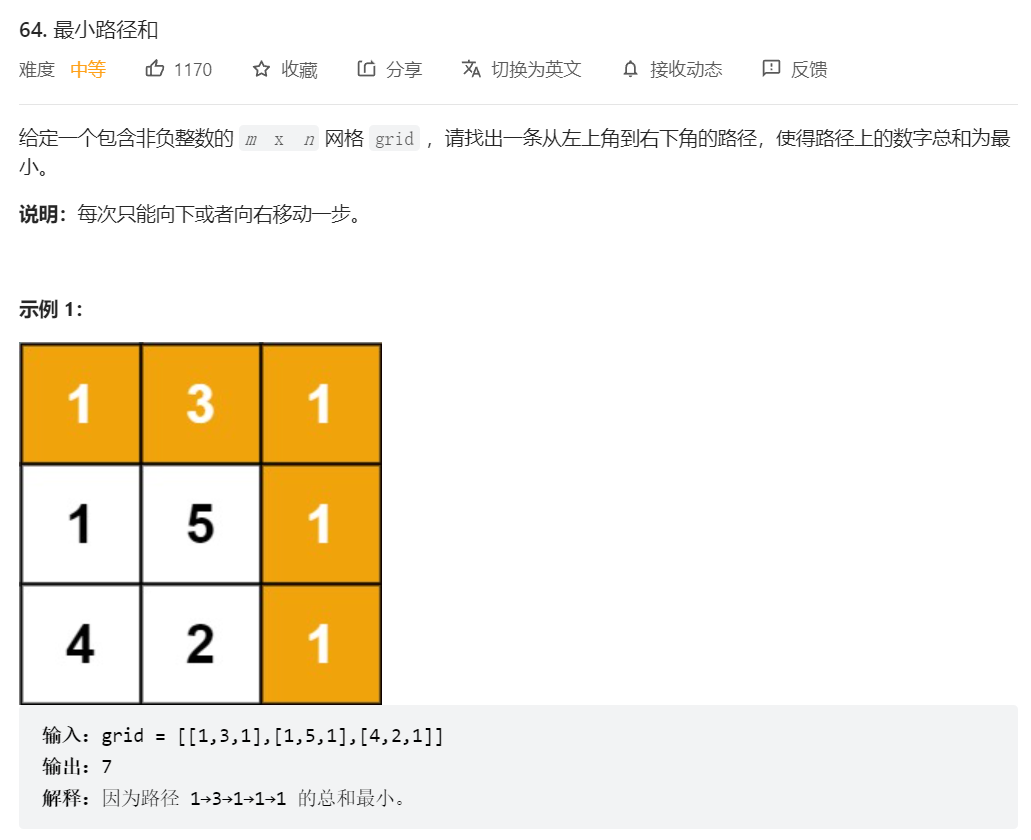 64. 最小路径和
难度 中等 1170 收藏 分享 切换为英文 接收动态 反馈
给定一个包含非负整数的 m x n 网格 grid ，请找出一条从左上角到右下角的路径，使得路径上的数字总和为最
小。
说明：每次只能向下或者向右移动一步。
示例 1：
1 3 1
1 5 1
4 2 1
输入：grid = [[1,3,1],[1,5,1],[4,2,1]]
输出：7
解释：因为路径 1→3→1→1→1 的总和最小。